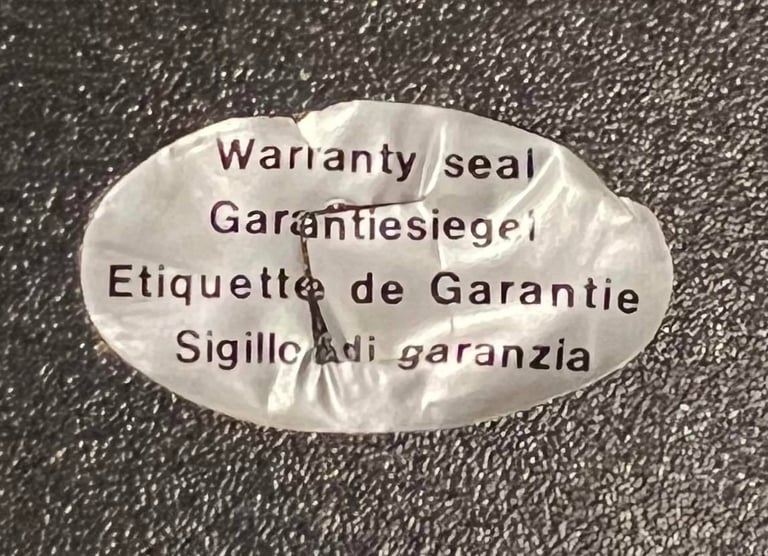 Warranty seal
Garantiesiegel
Etiquette de Garantie
Sigillo di garanzia